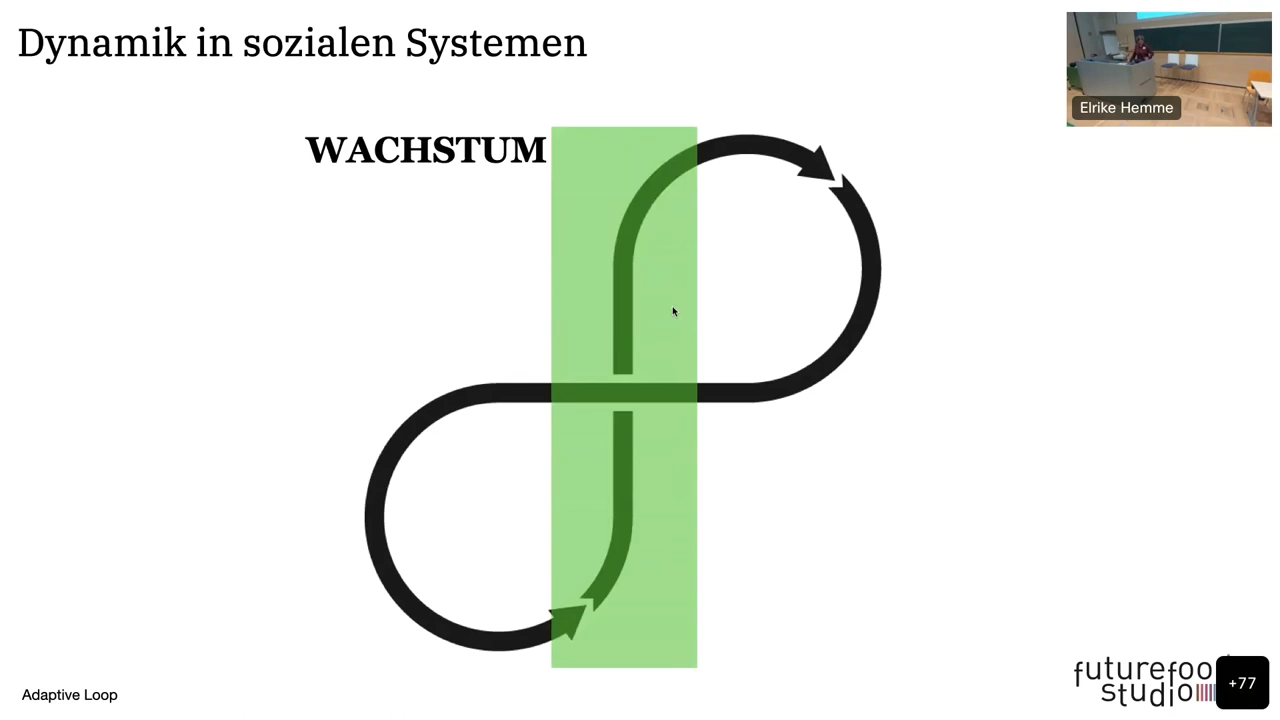 Dynamik in sozialen Systemen
Elrike Hemme
WACHSTUM
Adaptive Loop
futurefoo
studio
+77